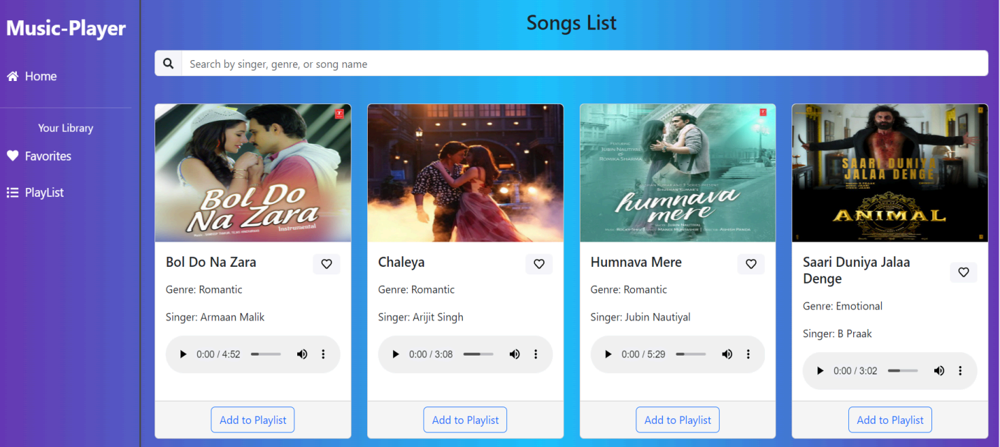 Music-Player
Home
Your Library
Favorites
PlayList
Songs List
Search by singer, genre, or song name
BOL DO
NA ZARA
Instrumental
Bol Do Na Zara
Genre: Romantic
Singer: Armaan Malik
0:00 / 4:52
Add to Playlist
Chaleya
Genre: Romantic
Singer: Arijit Singh
0:00 / 3:08
Add to Playlist
FEATURING
JUBIN NAUTIYAL
&
ROMIKA SHARMA
humnava
mere
Humnava Mere
Genre: Romantic
Singer: Jubin Nautiyal
0:00 / 5:29
Add to Playlist
SAARI DUNIYA
JALAA DENGE
ANIMAL
Saari Duniya Jalaa
Denge
Genre: Emotional
Singer: B Praak
0:00 / 3:02
Add to Playlist